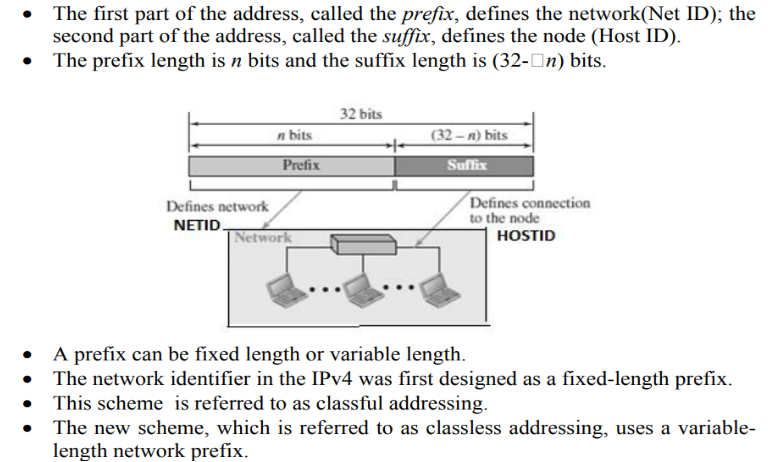 • The first part of the address, called the prefix, defines the network(Net ID); the
second part of the address, called the suffix, defines the node (Host ID).
• The prefix length is n bits and the suffix length is (32-□n) bits.
32 bits
n bits
(32 – n) bits
Prefix
Suffix
Defines network
NETID
Defines connection
to the node
HOSTID
Network
• A prefix can be fixed length or variable length.
• The network identifier in the IPv4 was first designed as a fixed-length prefix.
• This scheme is referred to as classful addressing.
• The new scheme, which is referred to as classless addressing, uses a variable-
length network prefix.